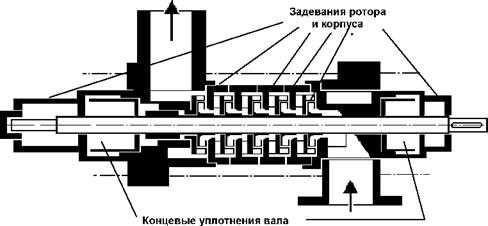 Задевания ротора
и корпуса
Концевые уплотнения вала